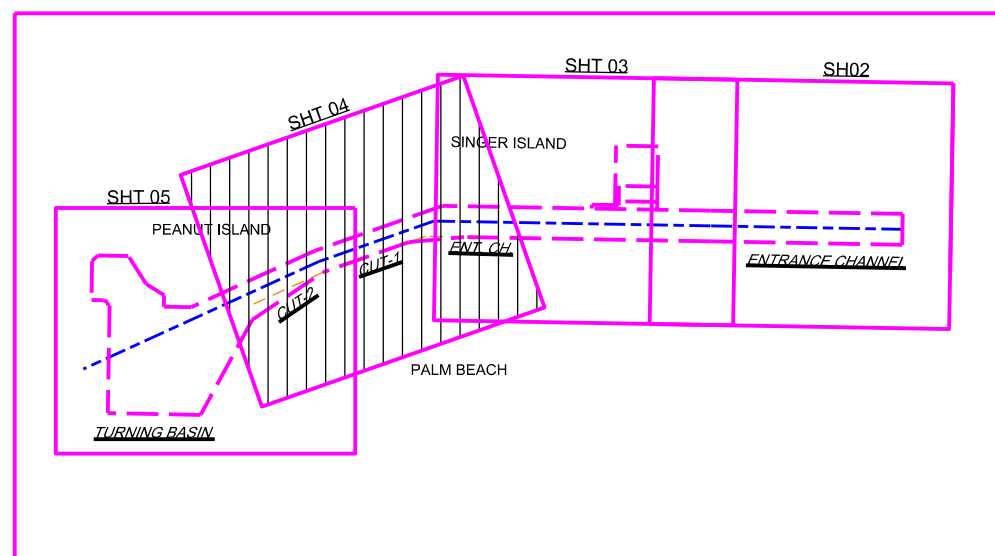 SHT 03
SH02
SHT 04
SINGER ISLAND
SHT 05
PEANUT ISLAND
ENT. CH.
ENTRANCE CHANNEL
CUT-1
CUT-2
PALM BEACH
TURNING BASIN